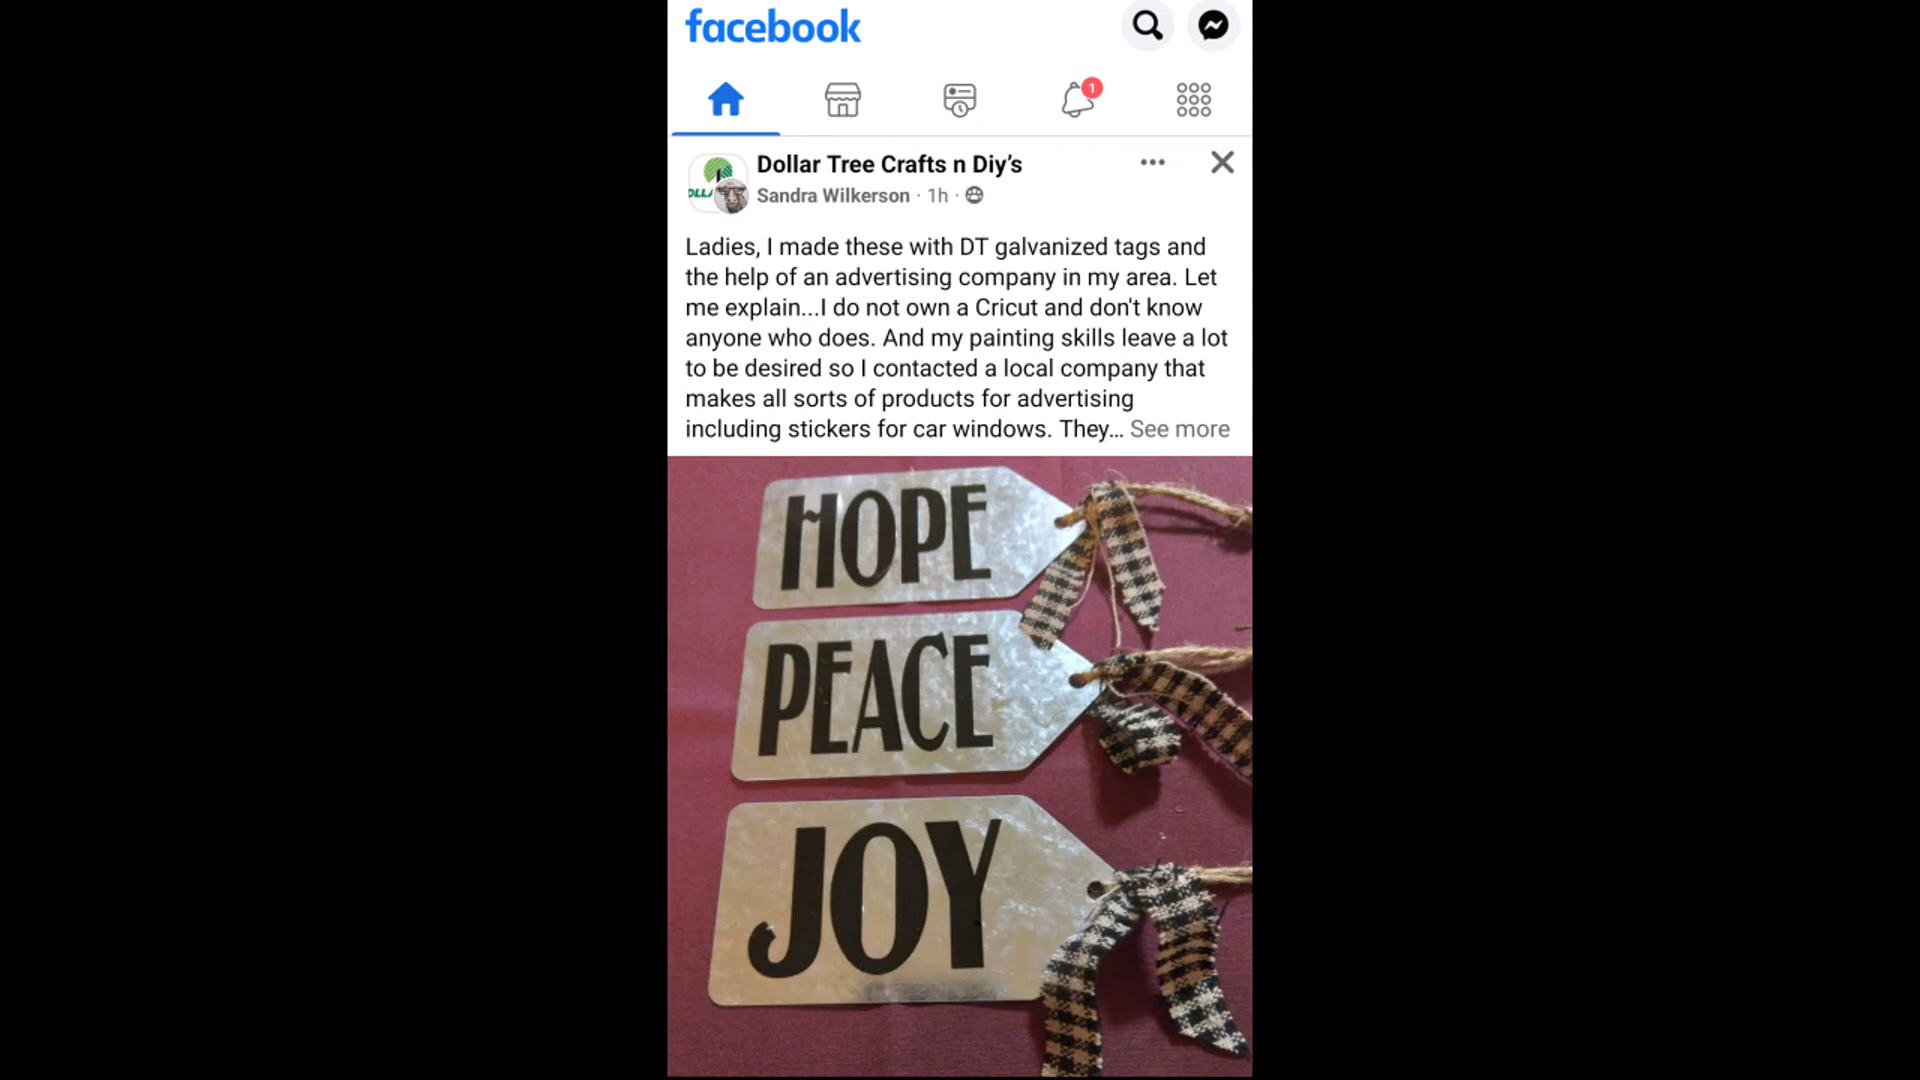 facebook
1
Dollar Tree Crafts n Diy’s
Sandra Wilkerson · 1h ·
Ladies, I made these with DT galvanized tags and
the help of an advertising company in my area. Let
me explain...I do not own a Cricut and don't know
anyone who does. And my painting skills leave a lot
to be desired so I contacted a local company that
makes all sorts of products for advertising
including stickers for car windows. They... See more
HOPE
PEACE
JOY